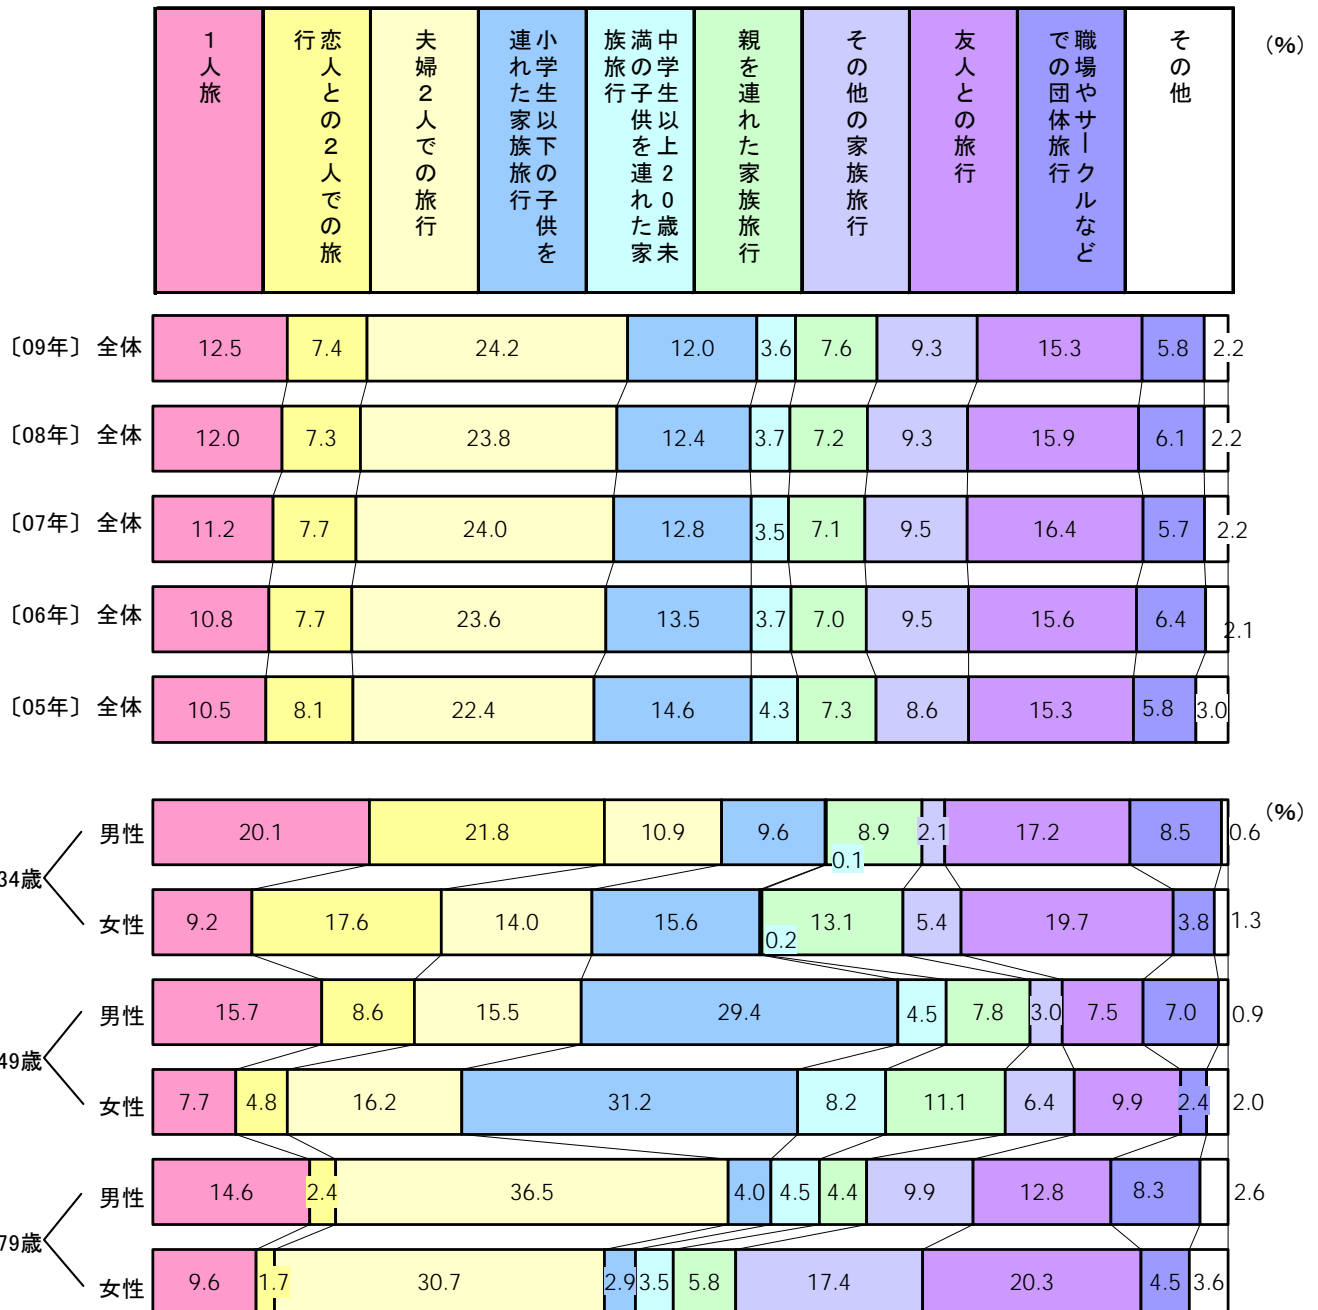 1人旅
恋人との2人での旅
行
夫婦2人での旅行
小学生以下の子供を
連れた家族旅行
中学生以上20歳未
満の子供を連れた家
族旅行
親を連れた家族旅行
その他の家族旅行
友人との旅行
職場やサークルなど
での団体旅行
その他
(%)
〔09年〕 全体 12.5 7.4 24.2 12.0 3.6 7.6 9.3 15.3 5.8 2.2
〔08年〕 全体 12.0 7.3 23.8 12.4 3.7 7.2 9.3 15.9 6.1 2.2
〔07年〕 全体 11.2 7.7 24.0 12.8 3.5 7.1 9.5 16.4 5.7 2.2
〔06年〕 全体 10.8 7.7 23.6 13.5 3.7 7.0 9.5 15.6 6.4 2.1
〔05年〕 全体 10.5 8.1 22.4 14.6 4.3 7.3 8.6 15.3 5.8 3.0
(%)
34歳
男性 20.1 21.8 10.9 9.6 0.1 8.9 2.1 17.2 8.5 0.6
女性 9.2 17.6 14.0 15.6 0.2 13.1 5.4 19.7 3.8 1.3
49歳
男性 15.7 8.6 15.5 29.4 4.5 7.8 3.0 7.5 7.0 0.9
女性 7.7 4.8 16.2 31.2 8.2 11.1 6.4 9.9 2.4 2.0
79歳
男性 14.6 2.4 36.5 4.0 4.5 4.4 9.9 12.8 8.3 2.6
女性 9.6 1.7 30.7 2.9 3.5 5.8 17.4 20.3 4.5 3.6